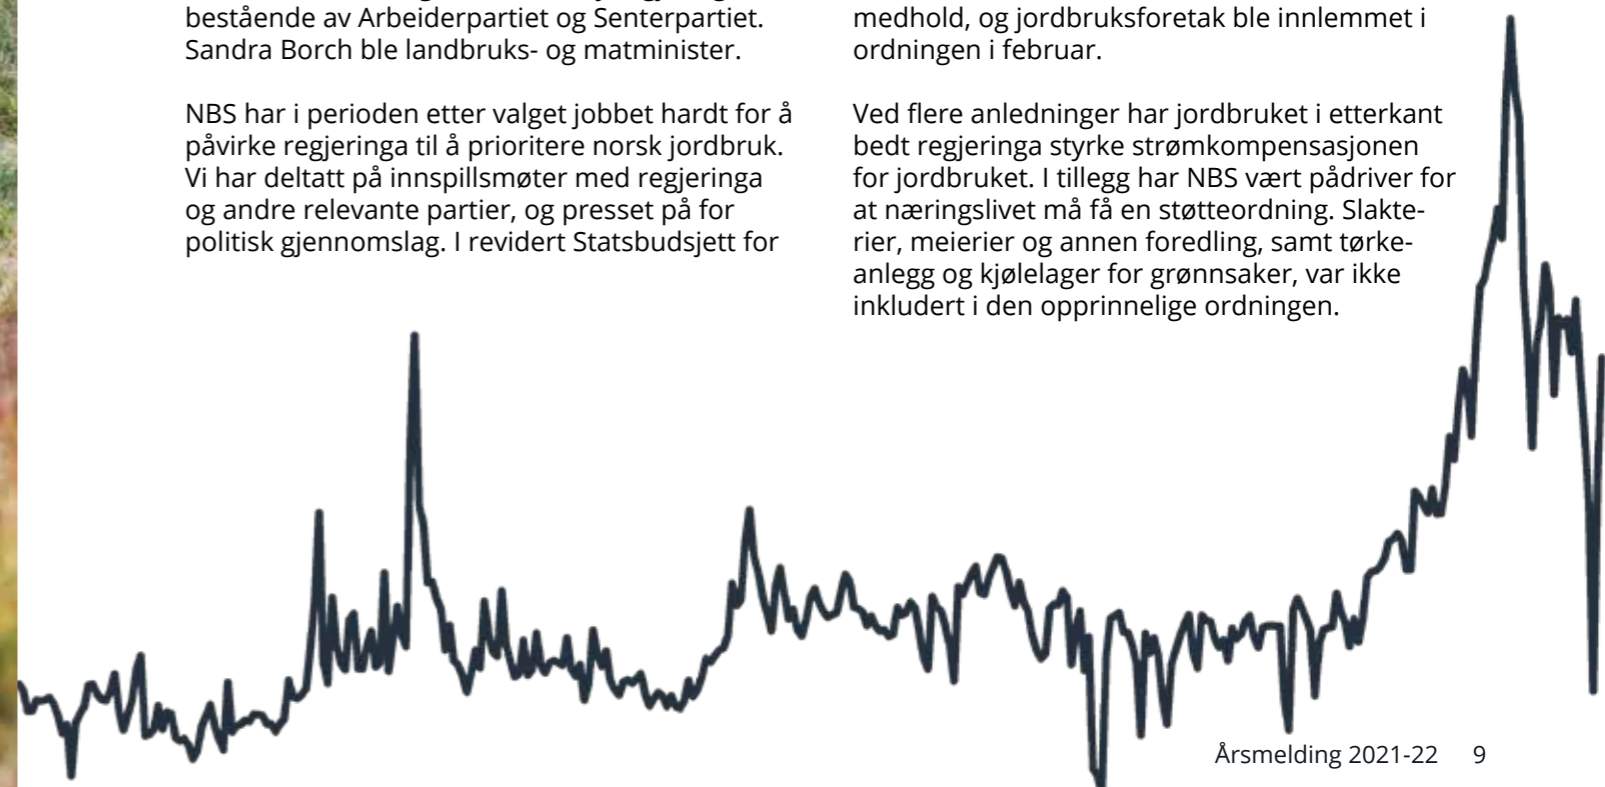 bestående av Arbeiderpartiet og Senterpartiet.
Sandra Borch ble landbruks- og matminister.
NBS har i perioden etter valget jobbet hardt for å
påvirke regjeringa til å prioritere norsk jordbruk.
Vi har deltatt på innspillsmøter med regjeringa
og andre relevante partier, og presset på for
politisk gjennomslag. I revidert Statsbudsjett for
medhold, og jordbruksforetak ble innlemmet i
ordningen i februar.
Ved flere anledninger har jordbruket i etterkant
bedt regjeringa styrke strømkompensasjonen
for jordbruket. I tillegg har NBS vært pådriver for
at næringslivet må få en støtteordning. Slakte-
rier, meierier og annen foredling, samt tørke-
anlegg og kjølelager for grønnsaker, var ikke
inkludert i den opprinnelige ordningen.
Årsmelding 2021-22 9